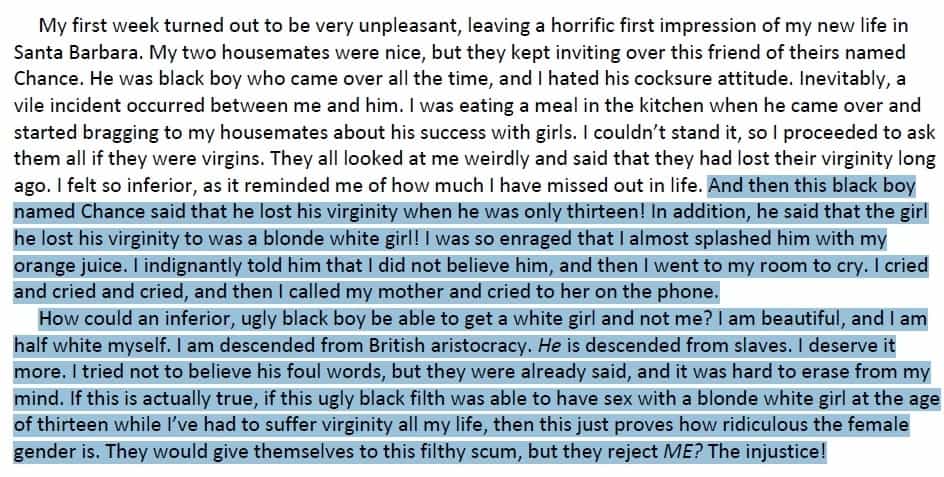 My first week turned out to be very unpleasant, leaving a horrific first impression of my new life in
Santa Barbara. My two housemates were nice, but they kept inviting over this friend of theirs named
Chance. He was black boy who came over all the time, and I hated his cocksure attitude. Inevitably, a
vile incident occurred between me and him. I was eating a meal in the kitchen when he came over and
started bragging to my housemates about his success with girls. I couldn’t stand it, so I proceeded to ask
them all if they were virgins. They all looked at me weirdly and said that they had lost their virginity long
ago. I felt so inferior, as it reminded me of how much I have missed out in life. And then this black boy
named Chance said that he lost his virginity when he was only thirteen! In addition, he said that the girl
he lost his virginity to was a blonde white girl! I was so enraged that I almost splashed him with my
orange juice. I indignantly told him that I did not believe him, and then I went to my room to cry. I cried
and cried and cried, and then I called my mother and cried to her on the phone.
How could an inferior, ugly black boy be able to get a white girl and not me? I am beautiful, and I am
half white myself. I am descended from British aristocracy. He is descended from slaves. I deserve it
more. I tried not to believe his foul words, but they were already said, and it was hard to erase from my
mind. If this is actually true, if this ugly black filth was able to have sex with a blonde white girl at the age
of thirteen while I’ve had to suffer virginity all my life, then this just proves how ridiculous the female
gender is. They would give themselves to this filthy scum, but they reject ME? The injustice!